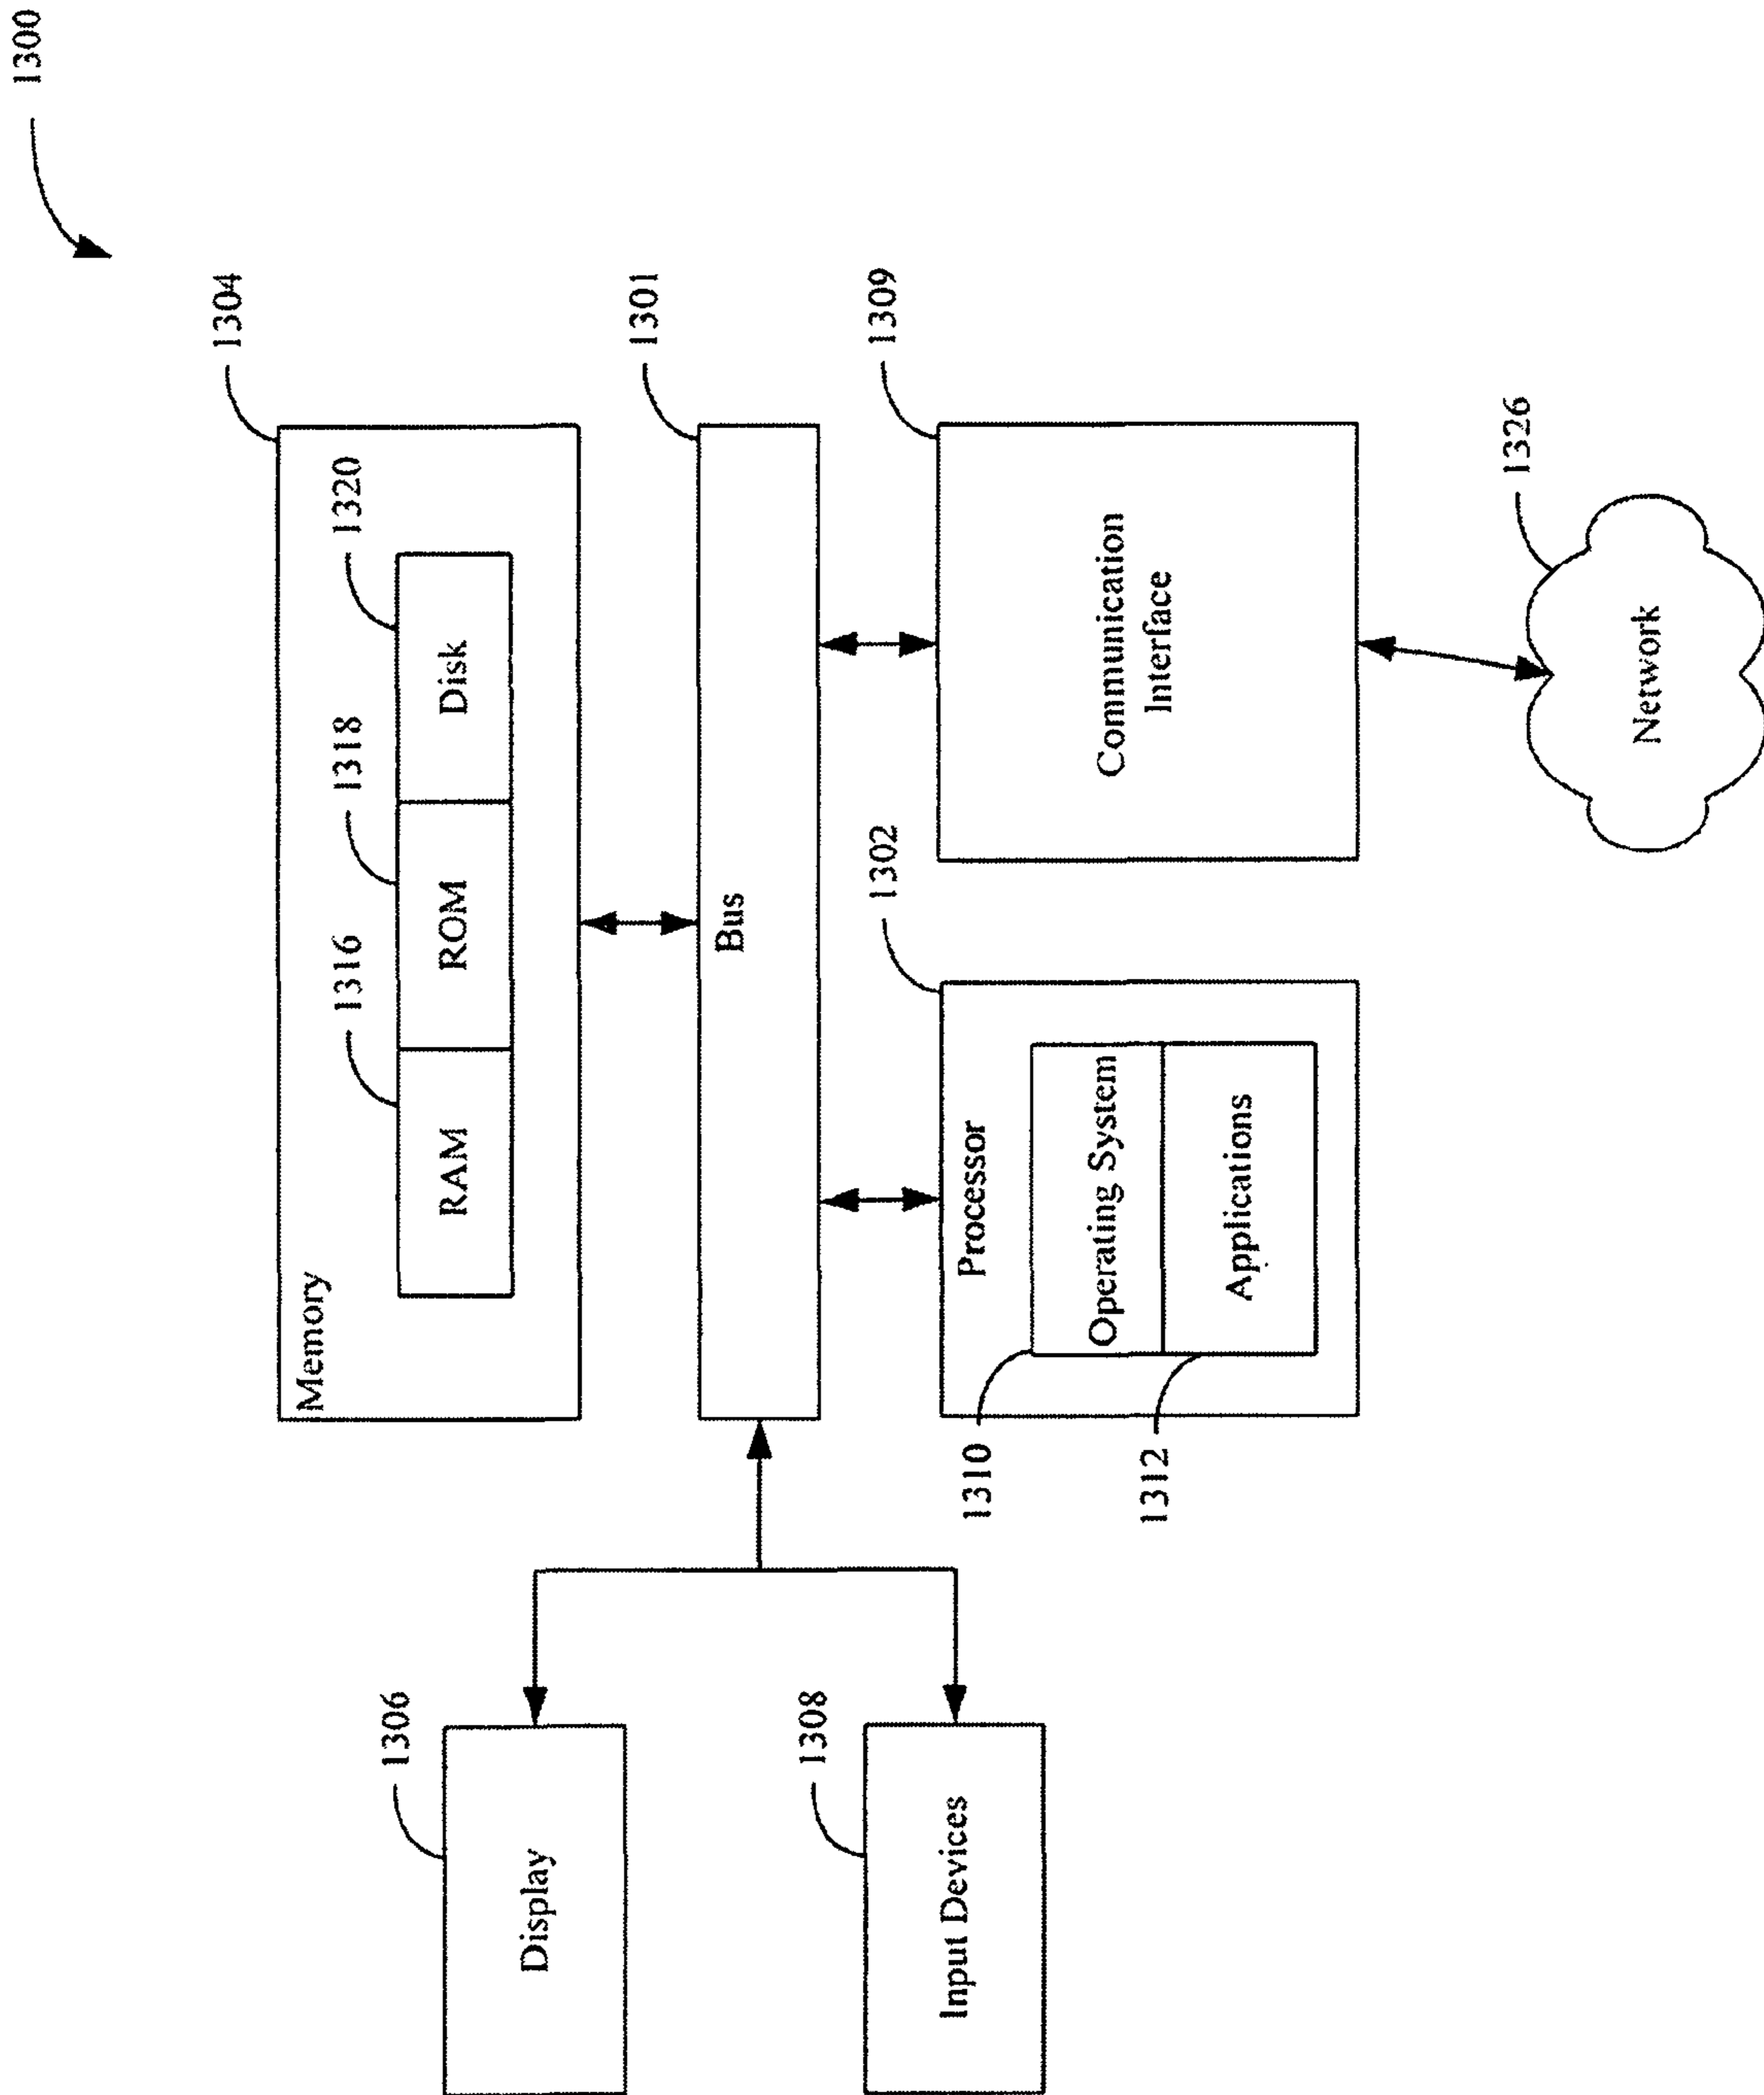 1300
1304
Memory
1316
1318
1320
RAM
ROM
Disk
1301
Bus
1306
Display
1308
Input Devices
1302
Processor
1310
Operating System
1312
Applications
1309
Communication
Interface
1326
Network